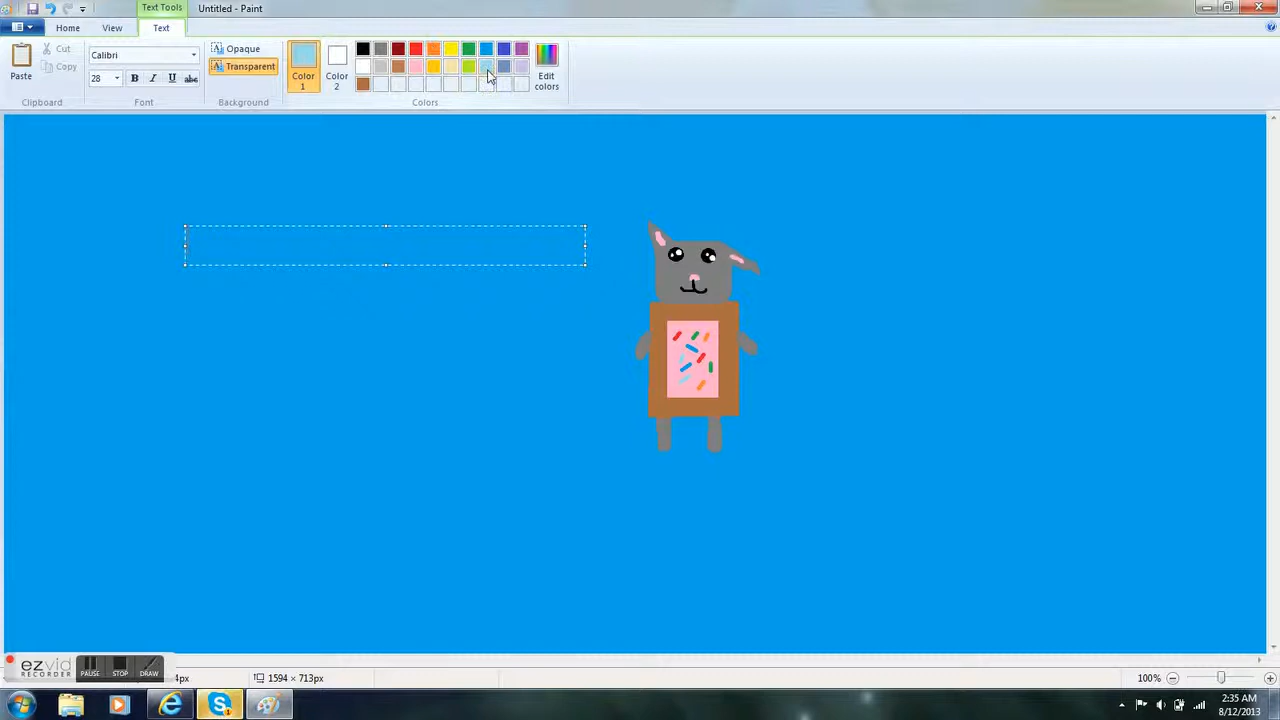 Text Tools
Untitled - Paint
Home
View
Text
Paste
Cut
Copy
Clipboard
Calibri
28
B I U abc
Font
Opaque
Transparent
Background
Color 1
Color 2
Edit colors
Colors
ezvid
RECORDER
PAUSE
STOP
DRAW
4px
1594 × 713px
100%
2:35 AM
8/12/2013